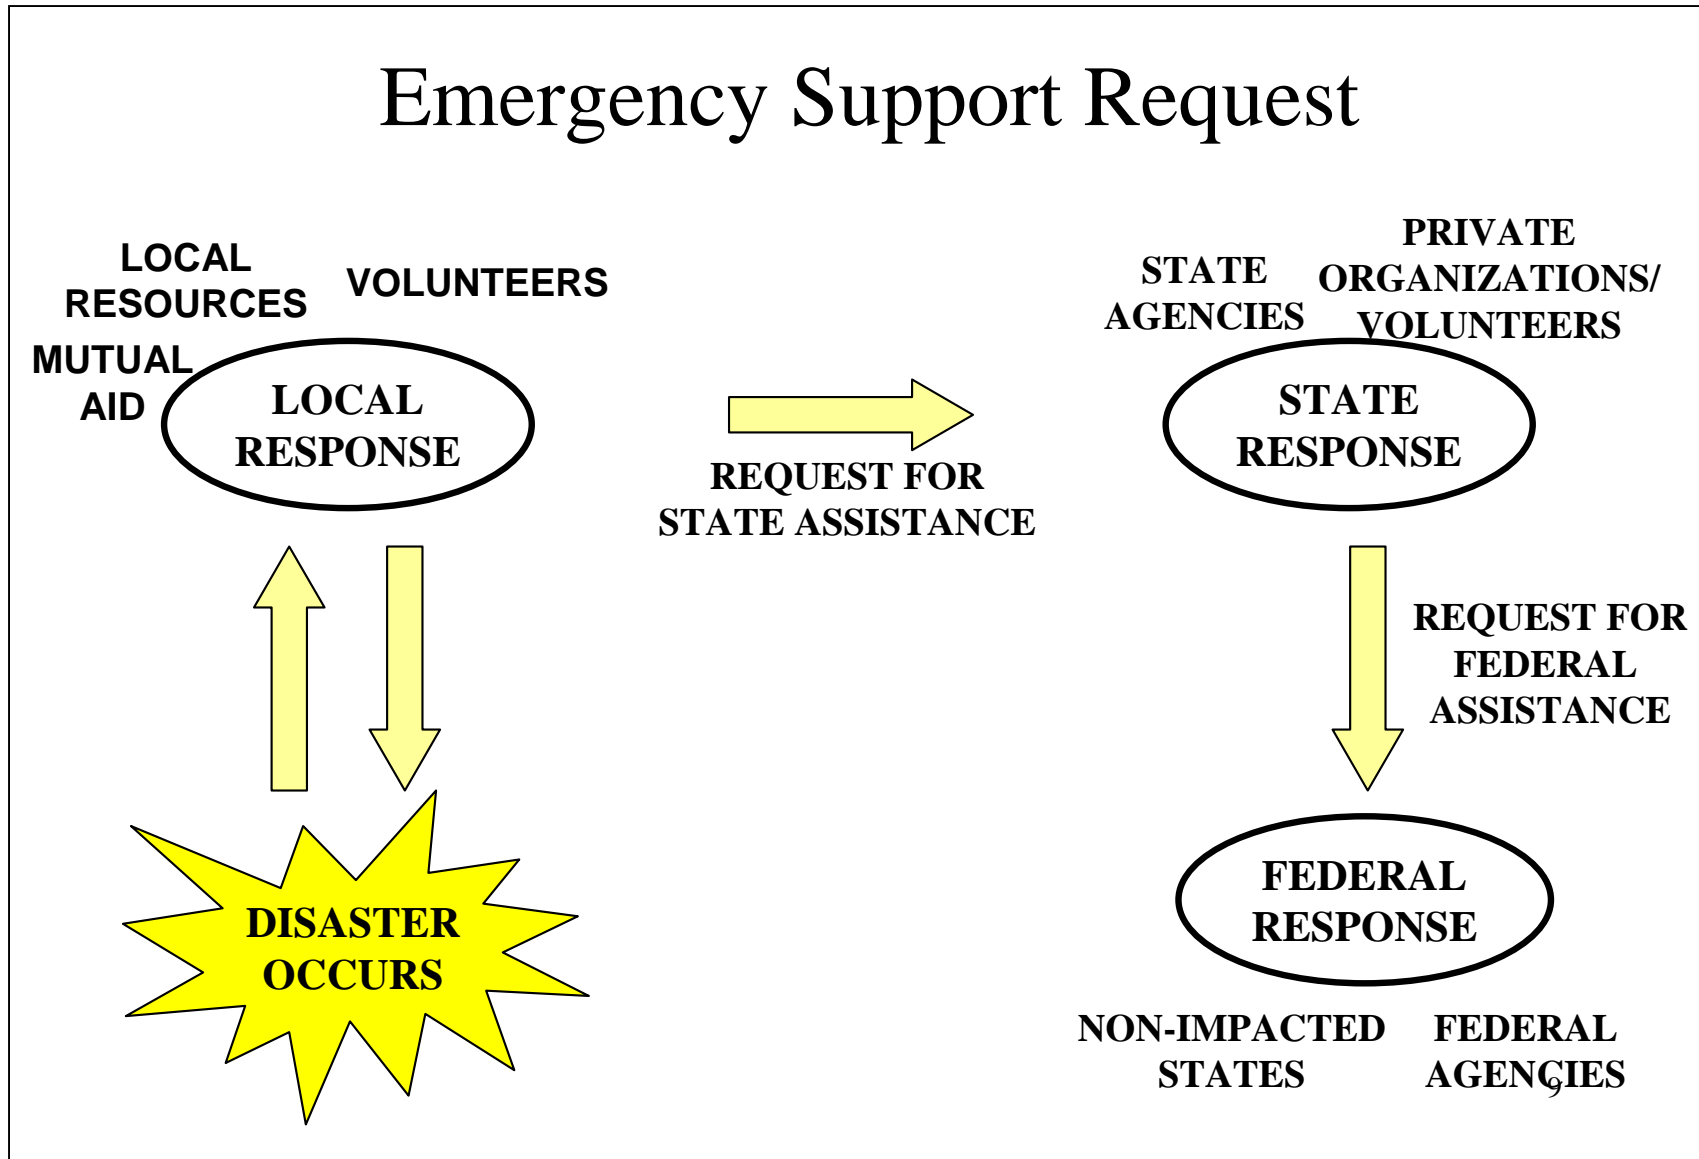 Emergency Support Request
LOCAL
RESOURCES
VOLUNTEERS
MUTUAL
AID
LOCAL
RESPONSE
REQUEST FOR
STATE ASSISTANCE
STATE
AGENCIES
PRIVATE
ORGANIZATIONS/
VOLUNTEERS
STATE
RESPONSE
REQUEST FOR
FEDERAL
ASSISTANCE
DISASTER
OCCURS
FEDERAL
RESPONSE
NON-IMPACTED
STATES
FEDERAL
AGENCIES
9